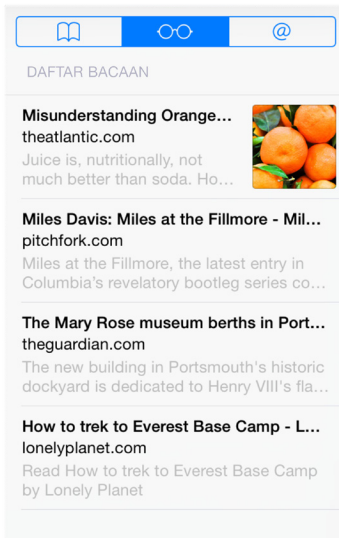 @
DAFTAR BACAAN
Misunderstanding Orange...
theatlantic.com
Juice is, nutritionally, not
much better than soda. Ho...
Miles Davis: Miles at the Fillmore - Mil...
pitchfork.com
Miles at the Fillmore, the latest entry in
Columbia's revelatory bootleg series co...
The Mary Rose museum berths in Port...
theguardian.com
The new building in Portsmouth's historic
dockyard is dedicated to Henry VIII's fla...
How to trek to Everest Base Camp - L...
lonelyplanet.com
Read How to trek to Everest Base Camp
by Lonely Planet